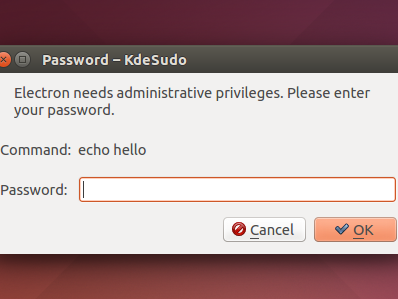 Password – KdeSudo
Electron needs administrative privileges. Please enter
your password.
Command: echo hello
Password:
Cancel OK